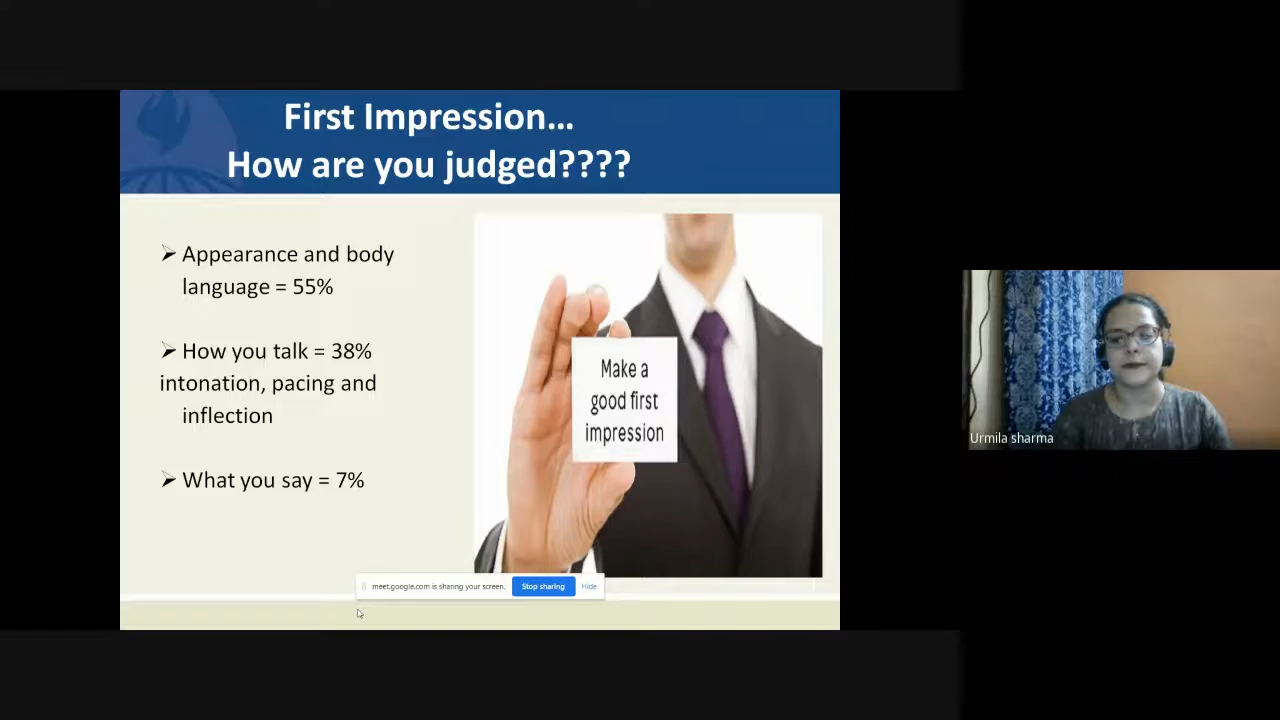 First Impression...
How are you judged????
➢ Appearance and body
language = 55%
➢ How you talk = 38%
intonation, pacing and
inflection
➢ What you say = 7%
Make a
good first
impression
meet.google.com is sharing your screen.
Stop sharing
Hide
Urmila sharma